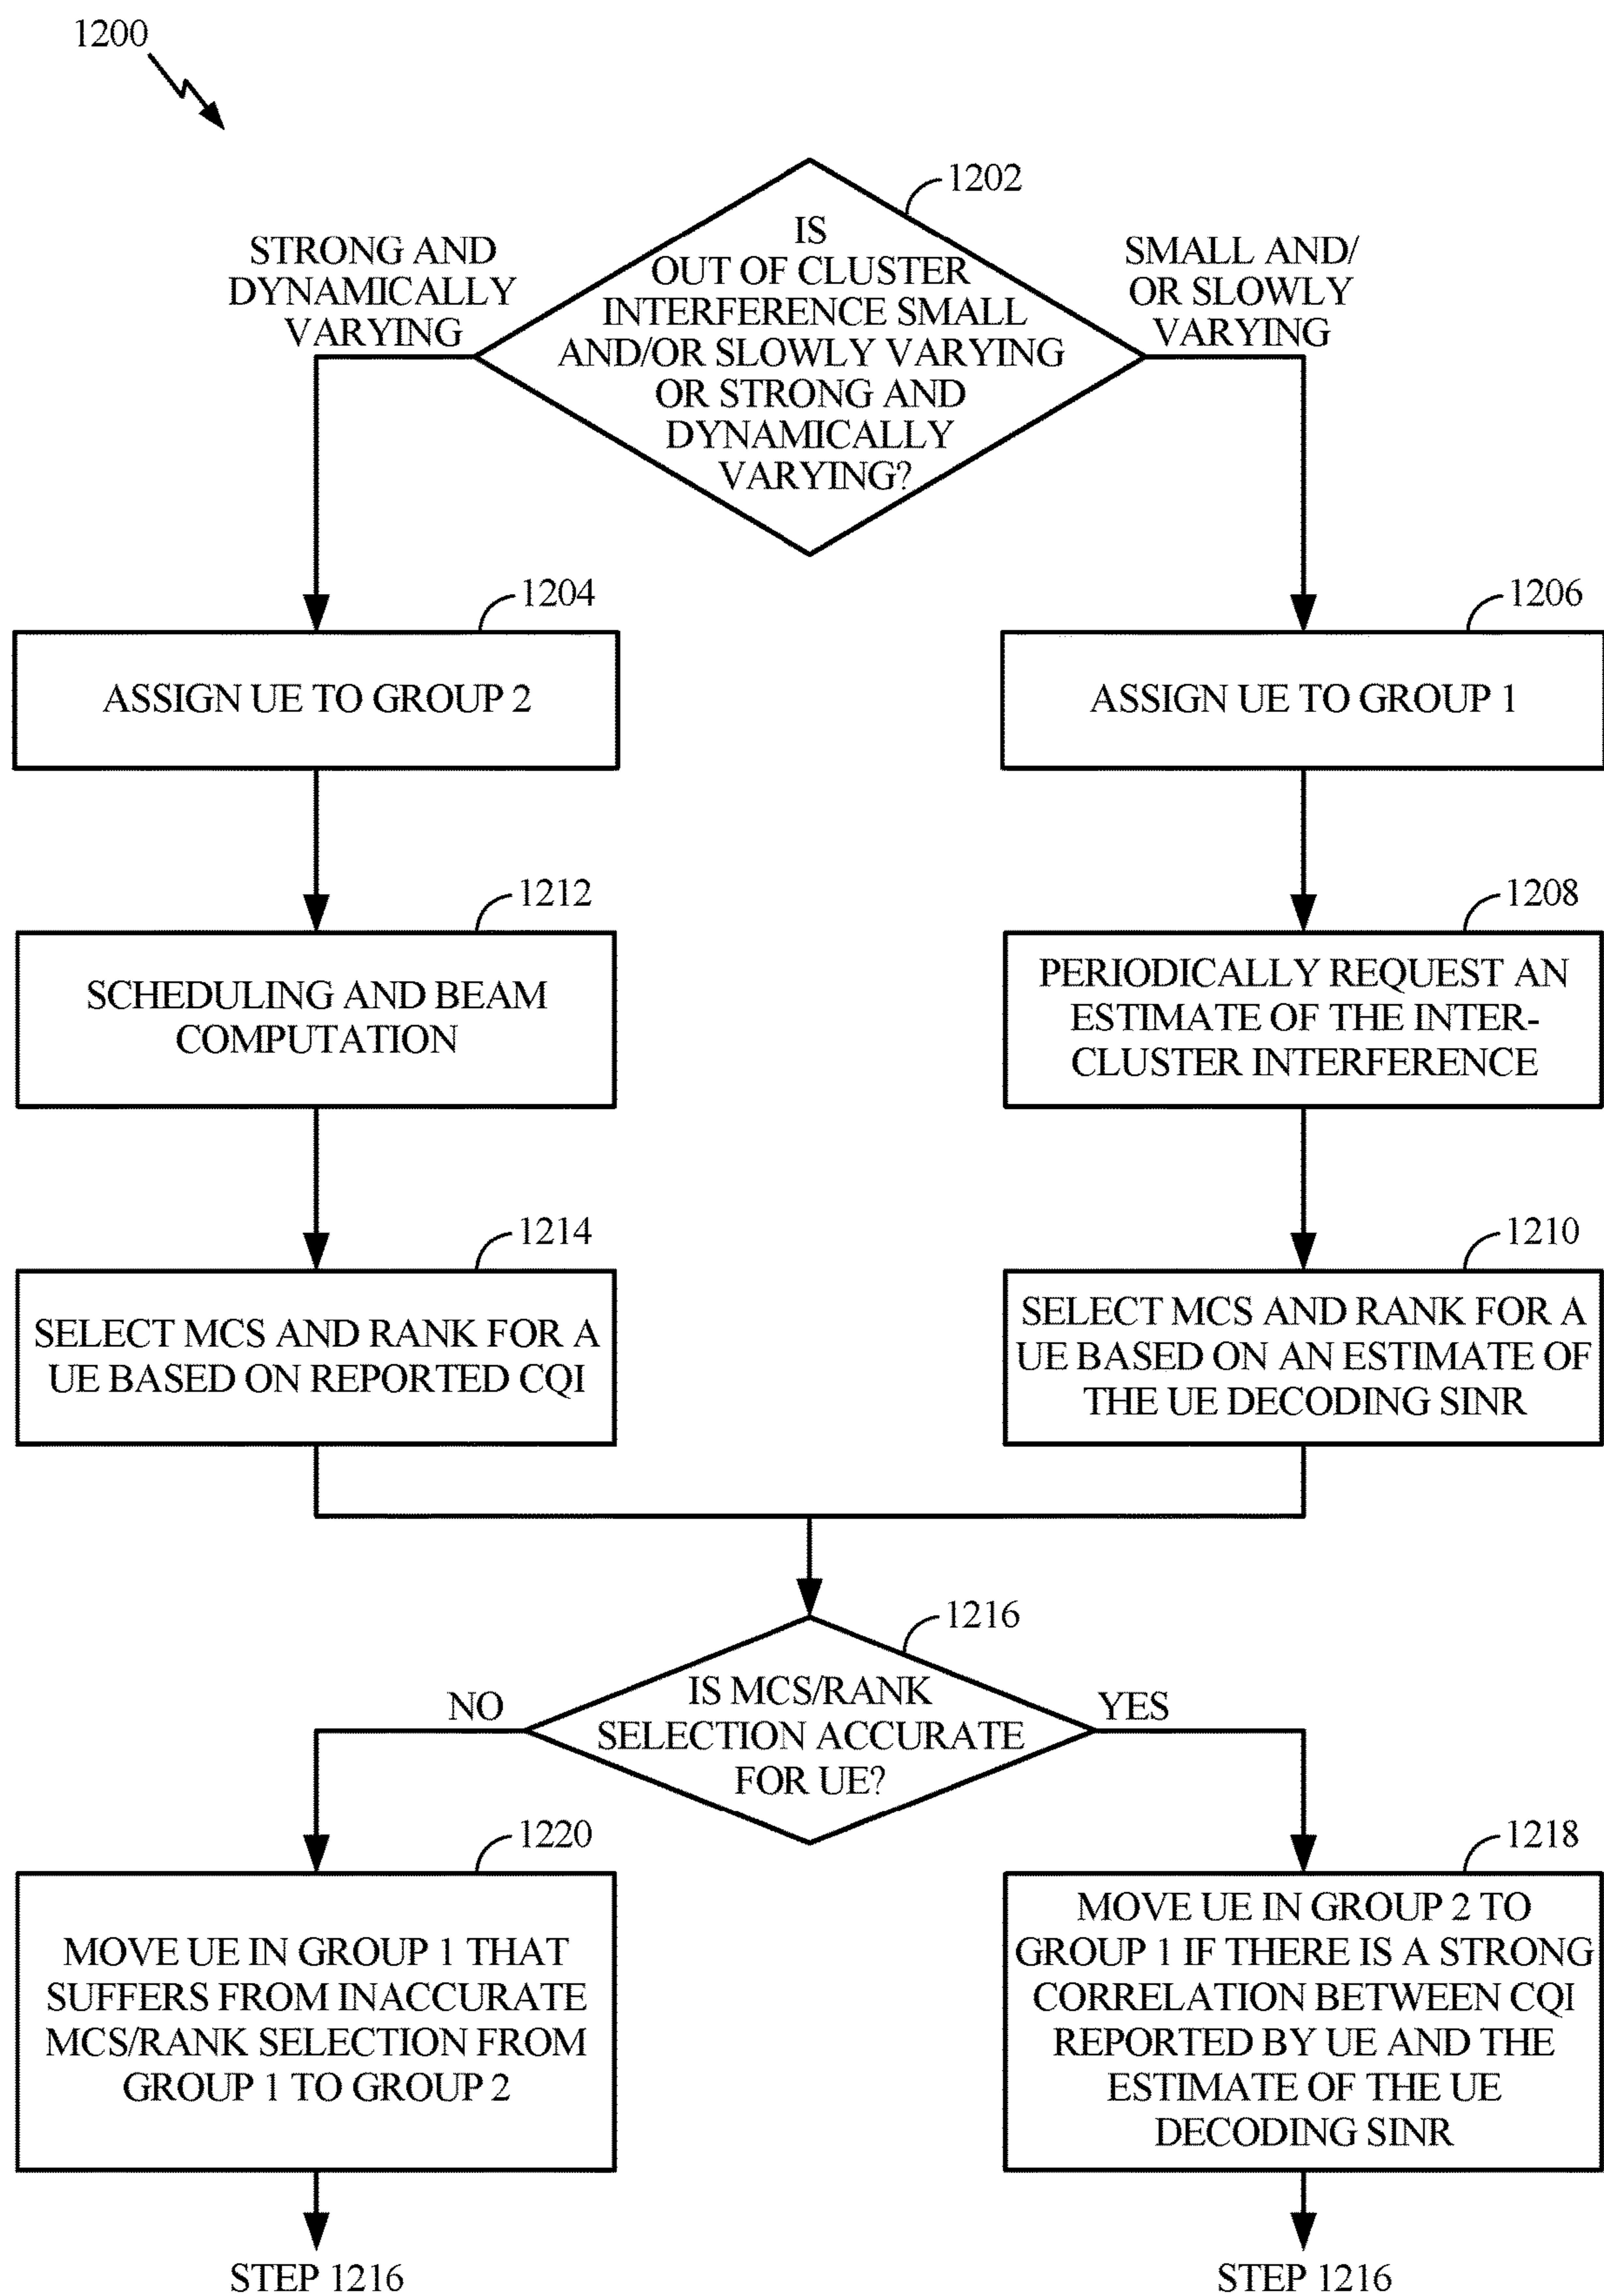 1200
1202
IS
OUT OF CLUSTER
INTERFERENCE SMALL
AND/OR SLOWLY VARYING
OR STRONG AND
DYNAMICALLY
VARYING?
STRONG AND
DYNAMICALLY
VARYING
SMALL AND/
OR SLOWLY
VARYING
1204
ASSIGN UE TO GROUP 2
1206
ASSIGN UE TO GROUP 1
1212
SCHEDULING AND BEAM
COMPUTATION
1208
PERIODICALLY REQUEST AN
ESTIMATE OF THE INTER-
CLUSTER INTERFERENCE
1214
SELECT MCS AND RANK FOR A
UE BASED ON REPORTED CQI
1210
SELECT MCS AND RANK FOR A
UE BASED ON AN ESTIMATE OF
THE UE DECODING SINR
1216
IS MCS/RANK
SELECTION ACCURATE
FOR UE?
NO
YES
1220
MOVE UE IN GROUP 1 THAT
SUFFERS FROM INACCURATE
MCS/RANK SELECTION FROM
GROUP 1 TO GROUP 2
1218
MOVE UE IN GROUP 2 TO
GROUP 1 IF THERE IS A STRONG
CORRELATION BETWEEN CQI
REPORTED BY UE AND THE
ESTIMATE OF THE UE
DECODING SINR
STEP 1216
STEP 1216